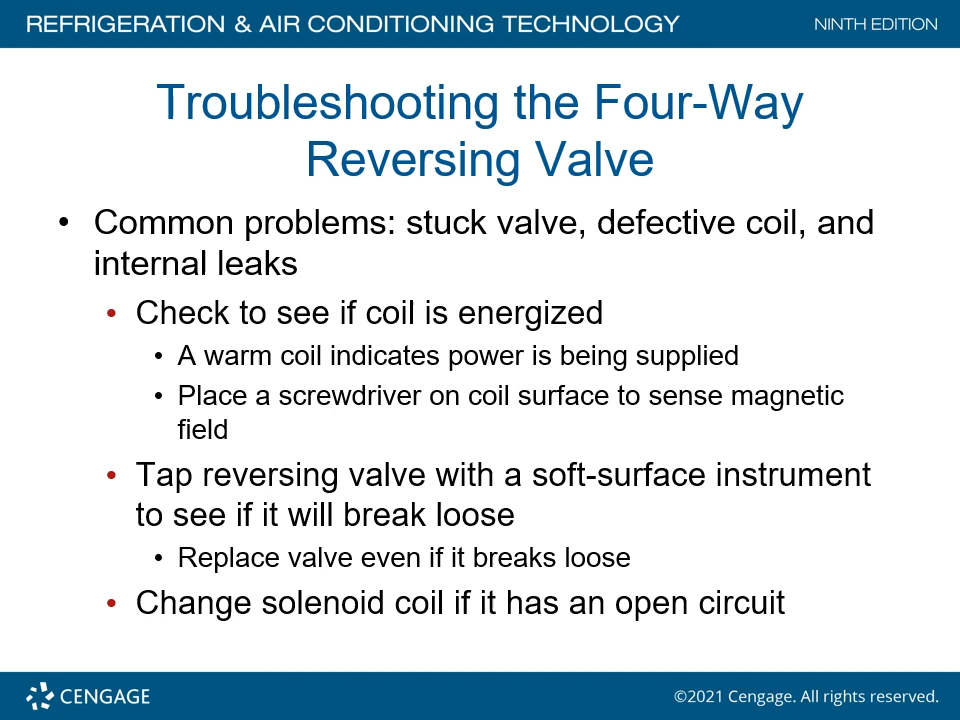 REFRIGERATION & AIR CONDITIONING TECHNOLOGY
NINTH EDITION
Troubleshooting the Four-Way
Reversing Valve
• Common problems: stuck valve, defective coil, and
internal leaks
• Check to see if coil is energized
• A warm coil indicates power is being supplied
• Place a screwdriver on coil surface to sense magnetic
field
• Tap reversing valve with a soft-surface instrument
to see if it will break loose
• Replace valve even if it breaks loose
• Change solenoid coil if it has an open circuit
CENGAGE
©2021 Cengage. All rights reserved.